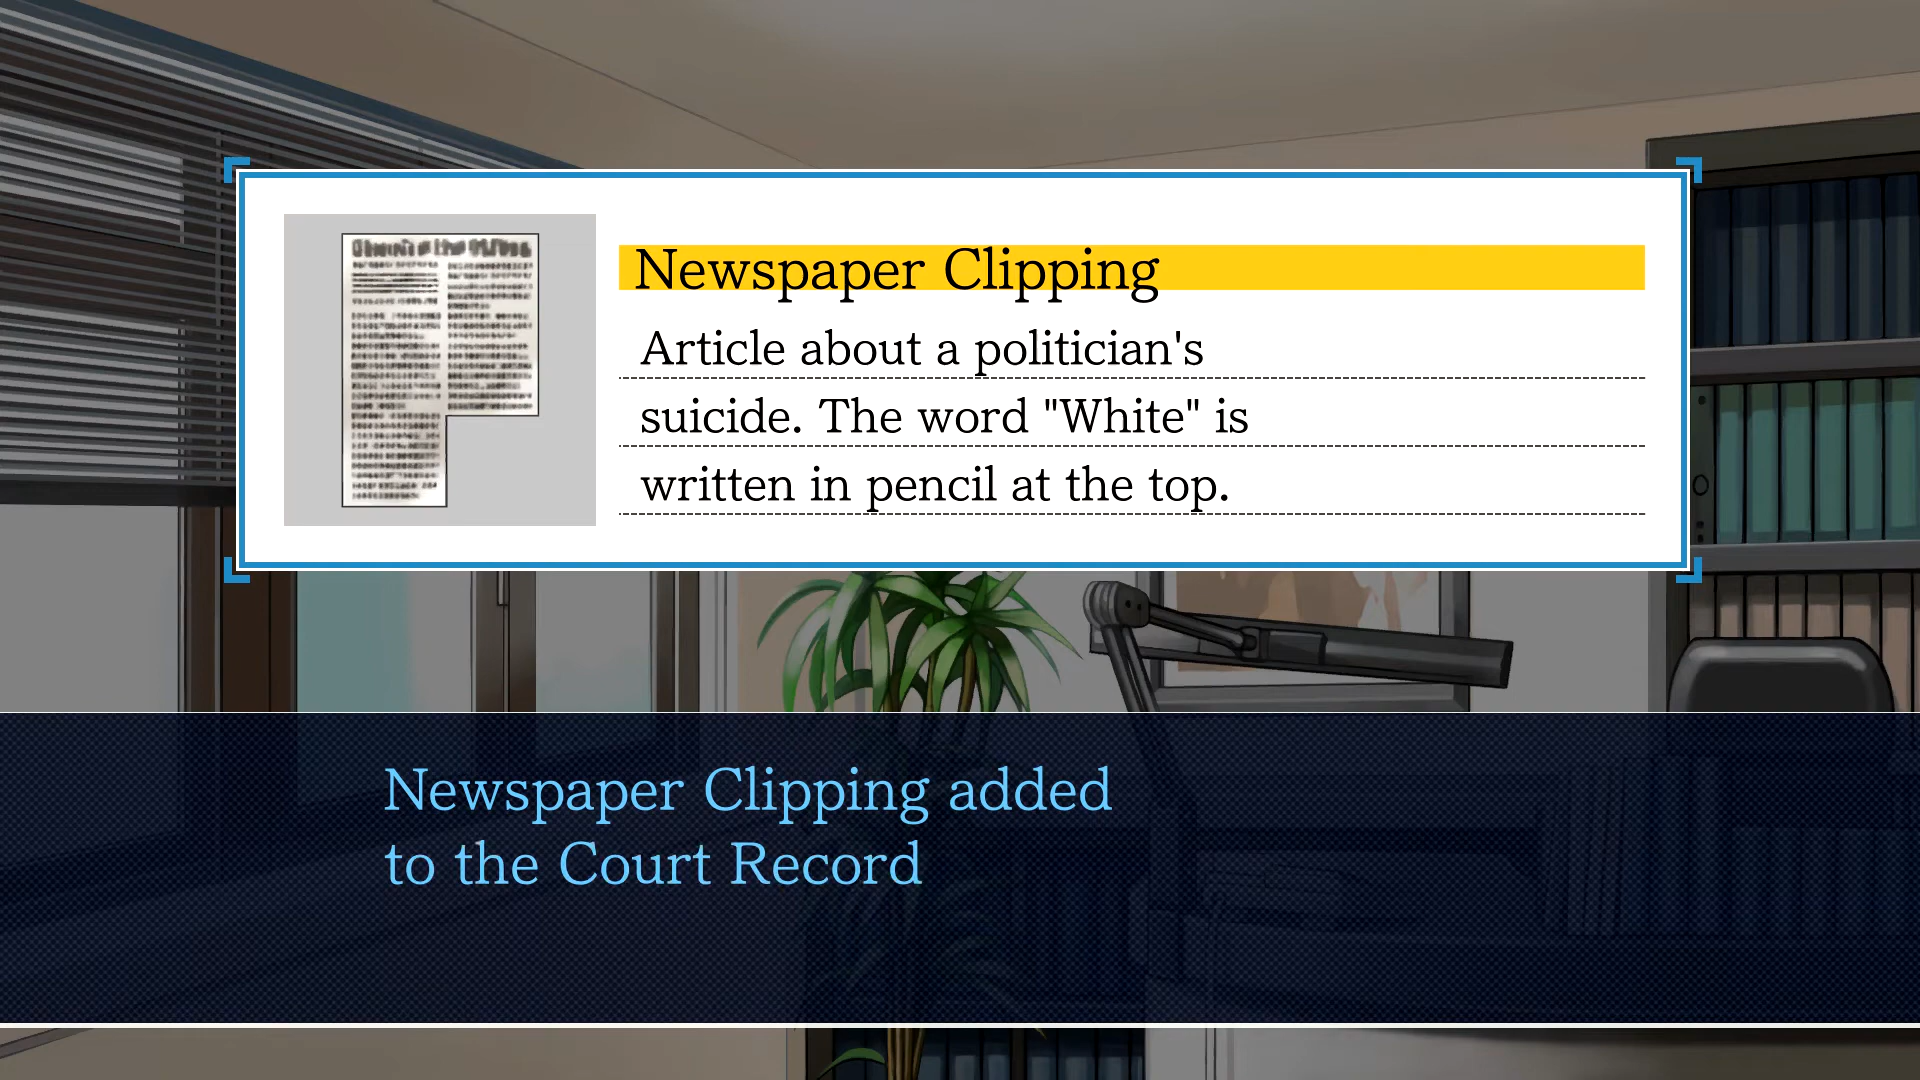 Newspaper Clipping
Article about a politician's
suicide. The word "White" is
written in pencil at the top.
Newspaper Clipping added
to the Court Record